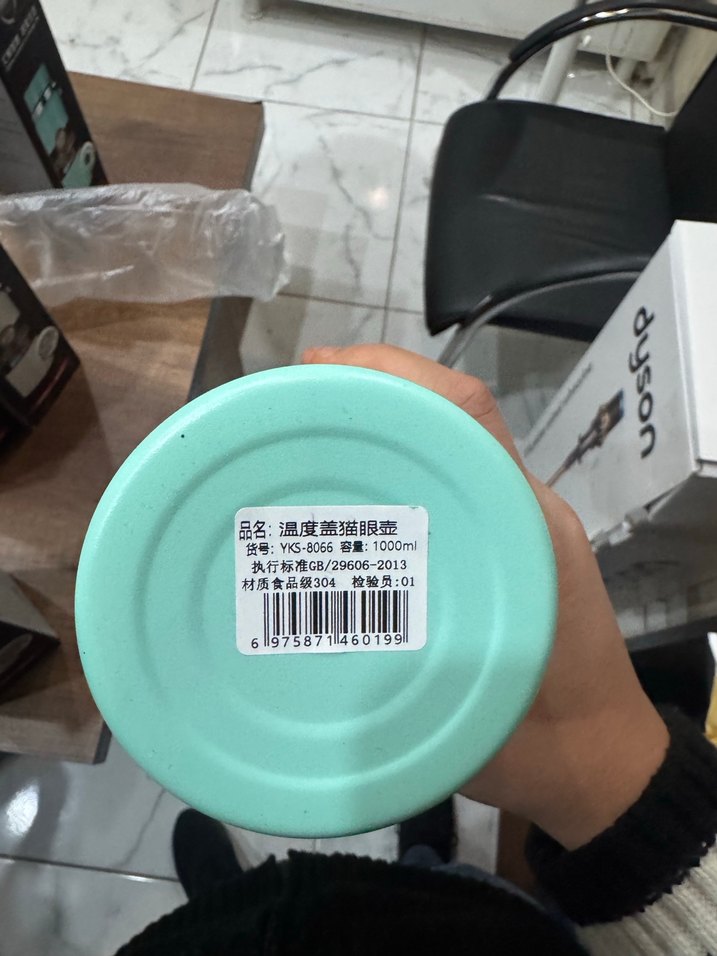 品名: 温度盖猫眼壶
货号: YKS-8066 容量: 1000ml
执行标准GB/29606-2013
材质食品级304 检验员:01
6 975871 460199
dyson